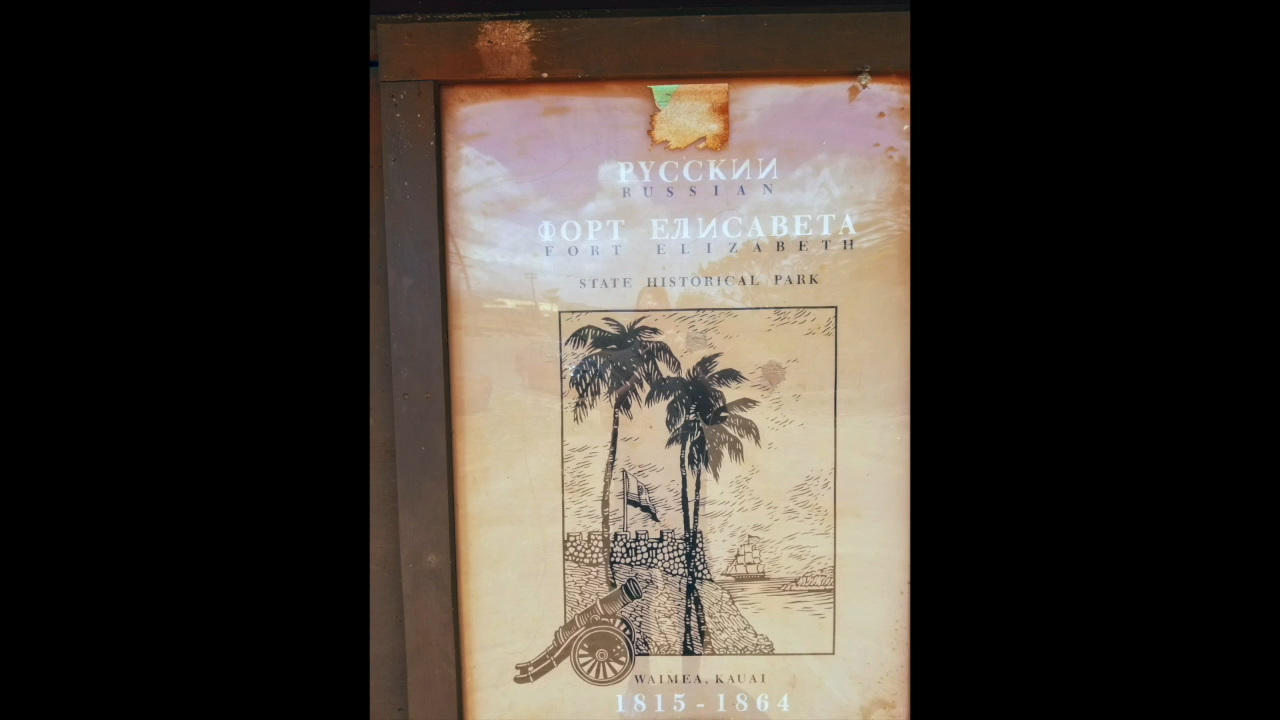 РУССКИИ
RUSSIAN
ФОРТ ЕЛИСАВЕТА
FORT ELIZABETH
STATE HISTORICAL PARK
WAIMEA, KAUAI
1815-1864